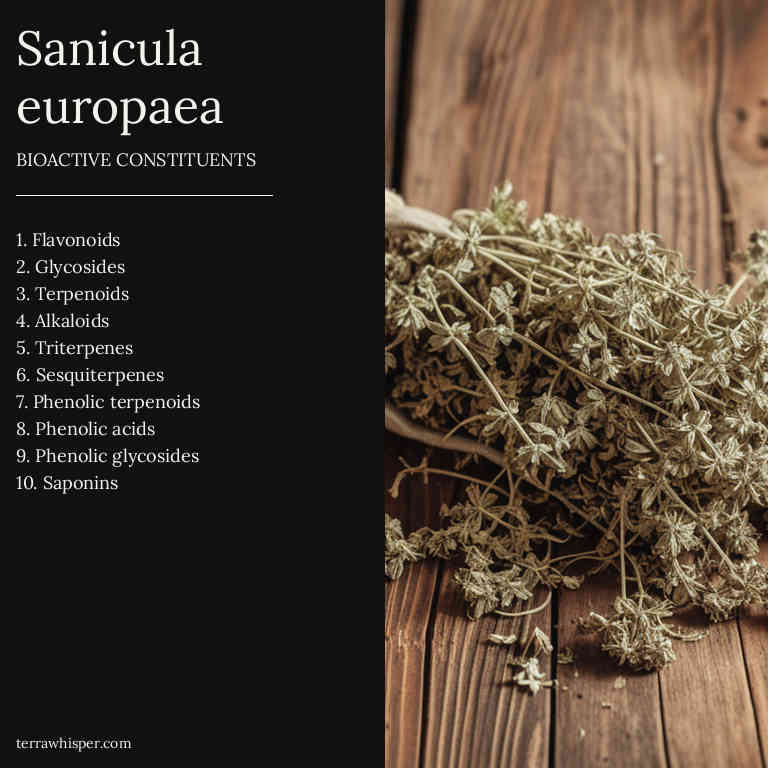 Sanicula
europaea
BIOACTIVE CONSTITUENTS
1. Flavonoids
2. Glycosides
3. Terpenoids
4. Alkaloids
5. Triterpenes
6. Sesquiterpenes
7. Phenolic terpenoids
8. Phenolic acids
9. Phenolic glycosides
10. Saponins
terrawhisper.com